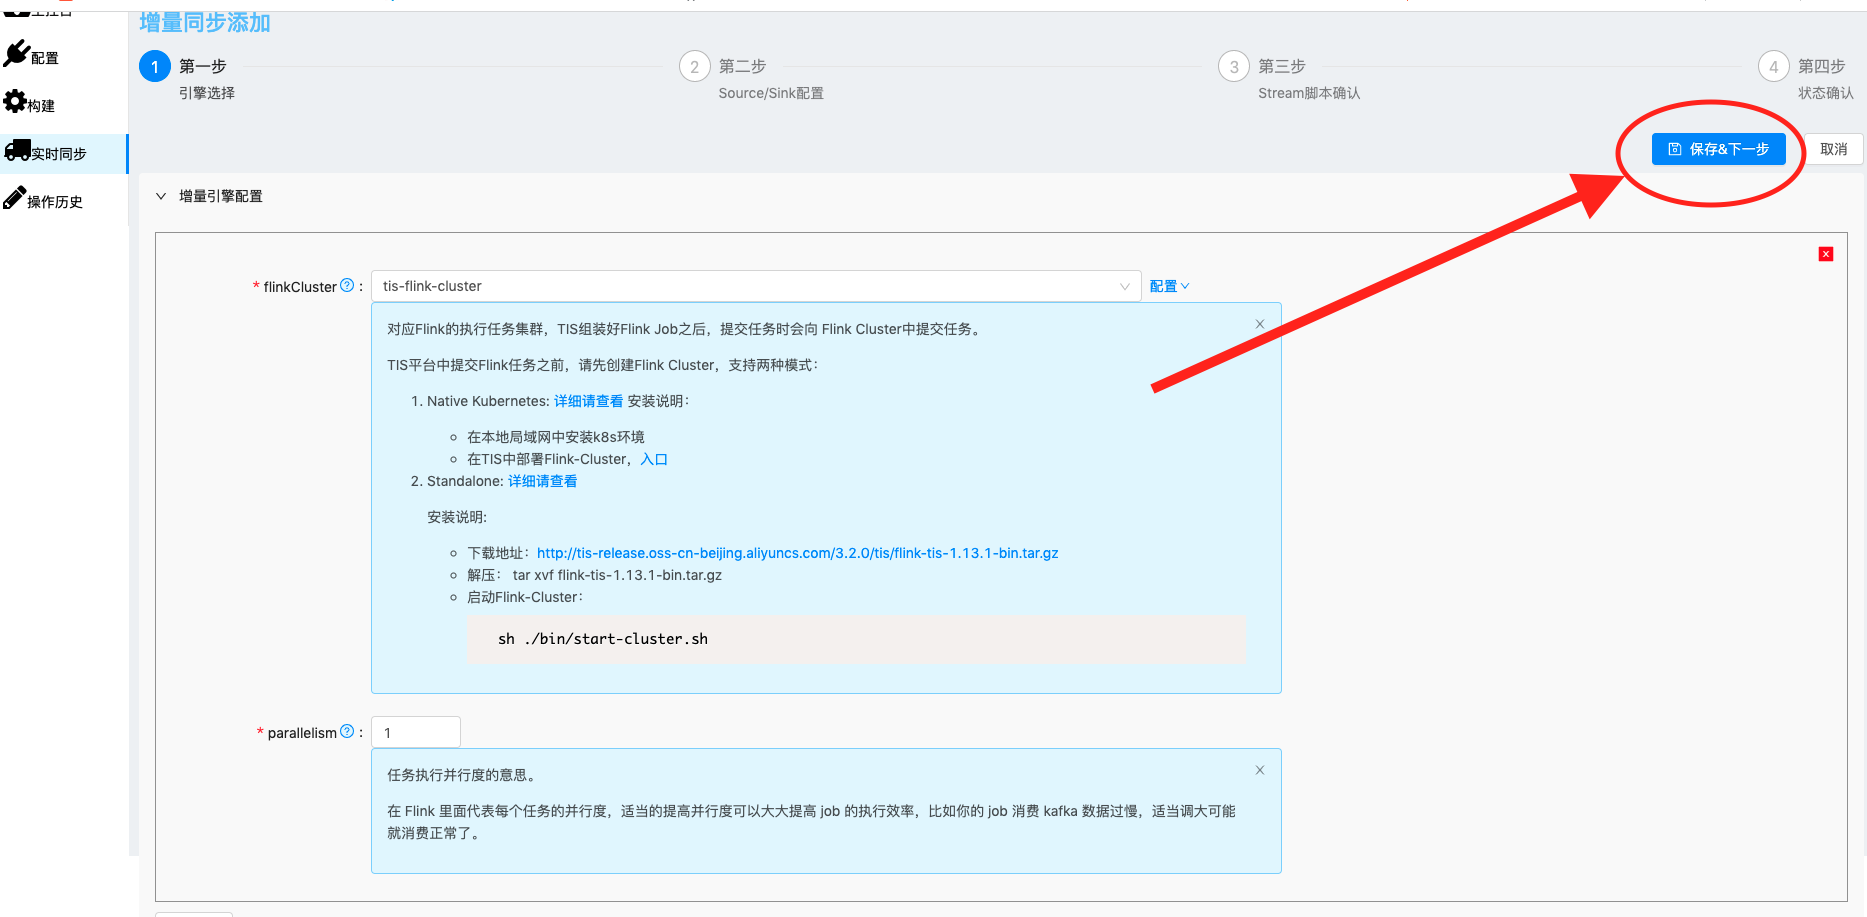 增量同步添加
配置
构建
实时同步
操作历史
1 第一步
引擎选择
2 第二步
Source/Sink配置
3 第三步
Stream脚本确认
4 第四步
状态确认
保存&下一步
取消
增量引擎配置
* flinkCluster ? :
tis-flink-cluster
配置
对应Flink的执行任务集群，TIS组装好Flink Job之后，提交任务时会向 Flink Cluster中提交任务。
TIS平台中提交Flink任务之前，请先创建Flink Cluster，支持两种模式：
1. Native Kubernetes: 详细请查看 安装说明：
在本地局域网中安装k8s环境
在TIS中部署Flink-Cluster，入口
2. Standalone: 详细请查看
安装说明:
下载地址：http://tis-release.oss-cn-beijing.aliyuncs.com/3.2.0/tis/flink-tis-1.13.1-bin.tar.gz
解压： tar xvf flink-tis-1.13.1-bin.tar.gz
启动Flink-Cluster：
sh ./bin/start-cluster.sh
* parallelism ? :
1
任务执行并行度的意思。
在 Flink 里面代表每个任务的并行度，适当的提高并行度可以大大提高 job 的执行效率，比如你的 job 消费 kafka 数据过慢，适当调大可能
就消费正常了。